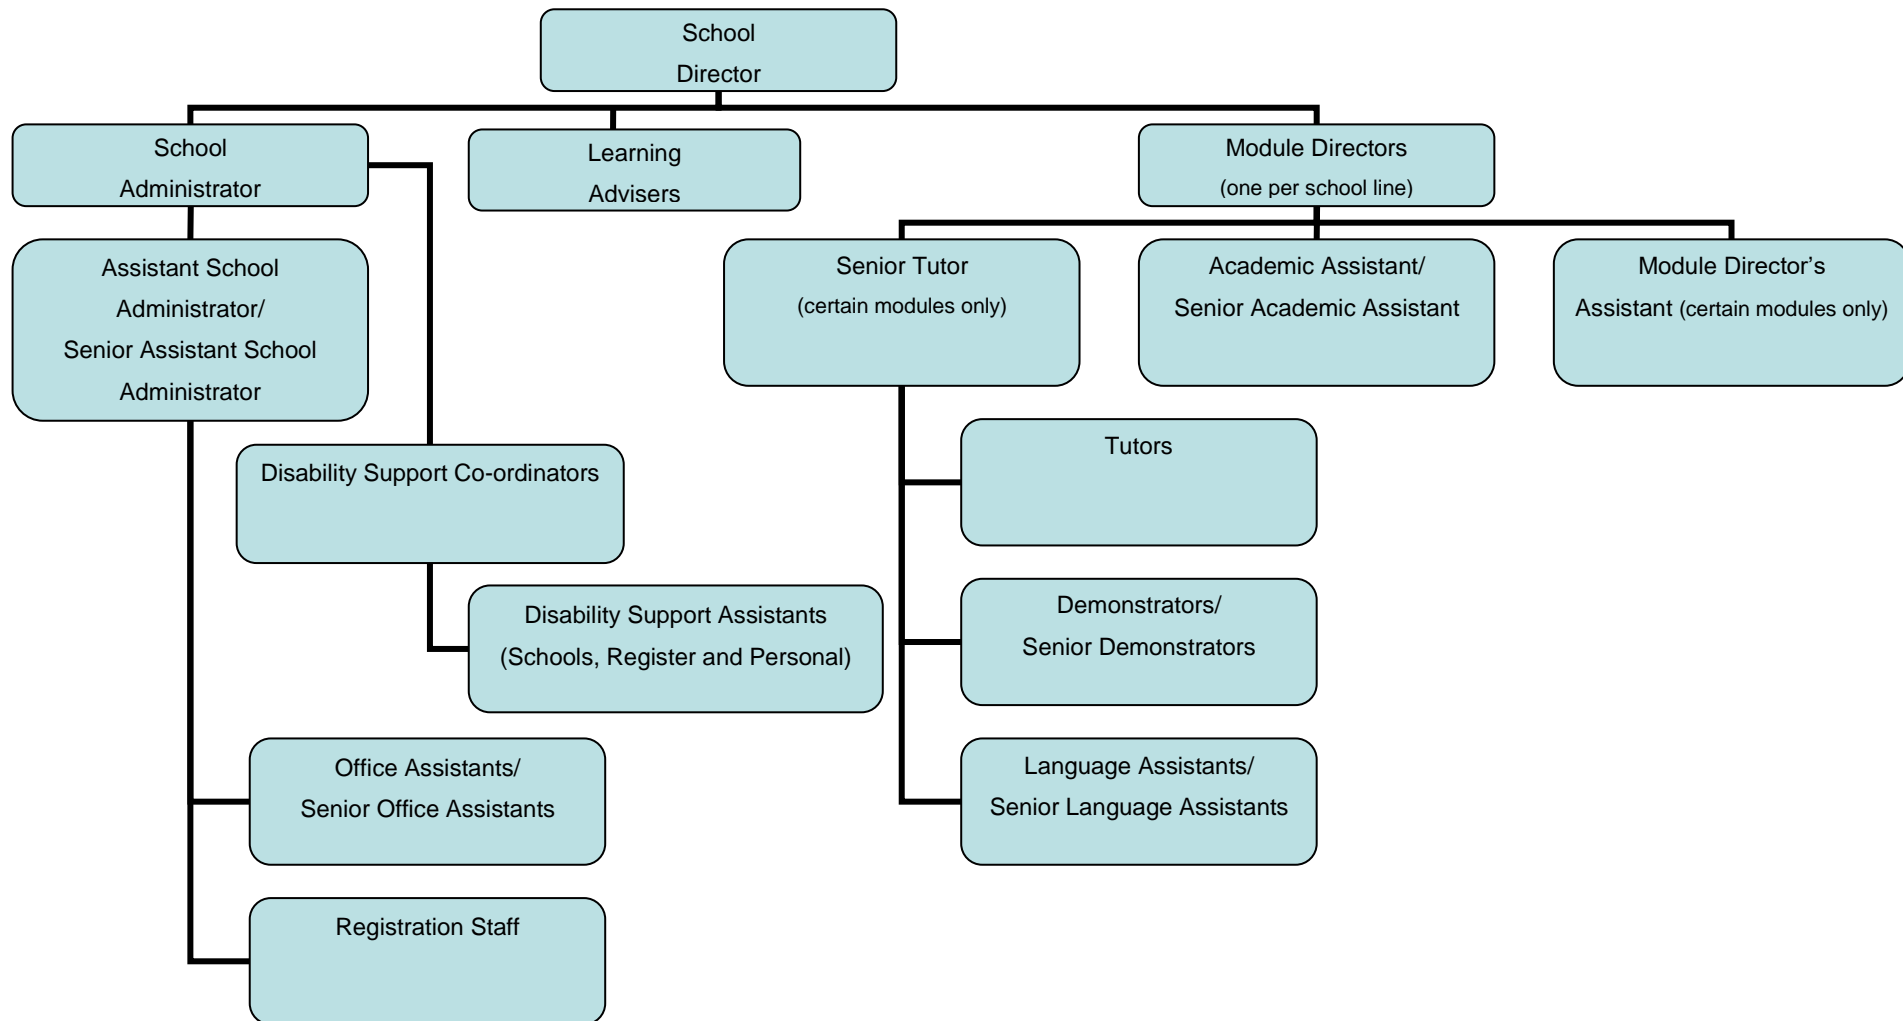 School
Director
School
Administrator
Learning
Advisers
Module Directors
(one per school line)
Assistant School
Administrator/
Senior Assistant School
Administrator
Senior Tutor
(certain modules only)
Academic Assistant/
Senior Academic Assistant
Module Director’s
Assistant (certain modules only)
Tutors
Disability Support Co-ordinators
Disability Support Assistants
(Schools, Register and Personal)
Demonstrators/
Senior Demonstrators
Office Assistants/
Senior Office Assistants
Language Assistants/
Senior Language Assistants
Registration Staff